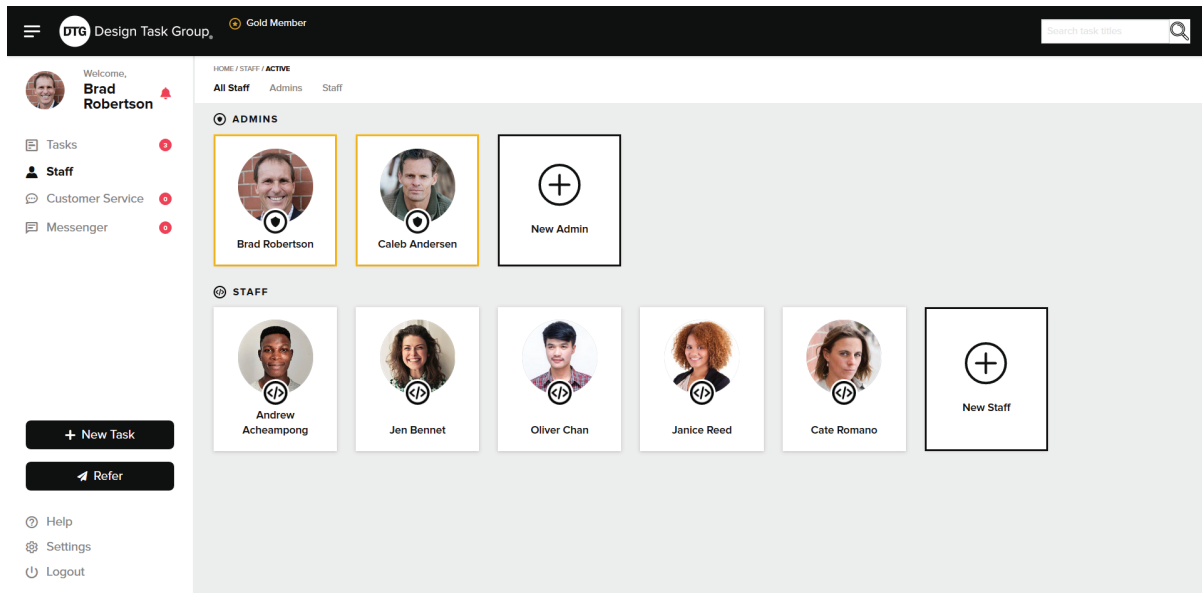 DTG Design Task Group.
Gold Member
Search task titles
Welcome,
Brad
Robertson
HOME / STAFF / ACTIVE
All Staff Admins Staff
Tasks 3
Staff
Customer Service 0
Messenger 0
+ New Task
Refer
Help
Settings
Logout
ADMINS
Brad Robertson
Caleb Andersen
New Admin
STAFF
Andrew
Acheampong
Jen Bennet
Oliver Chan
Janice Reed
Cate Romano
New Staff